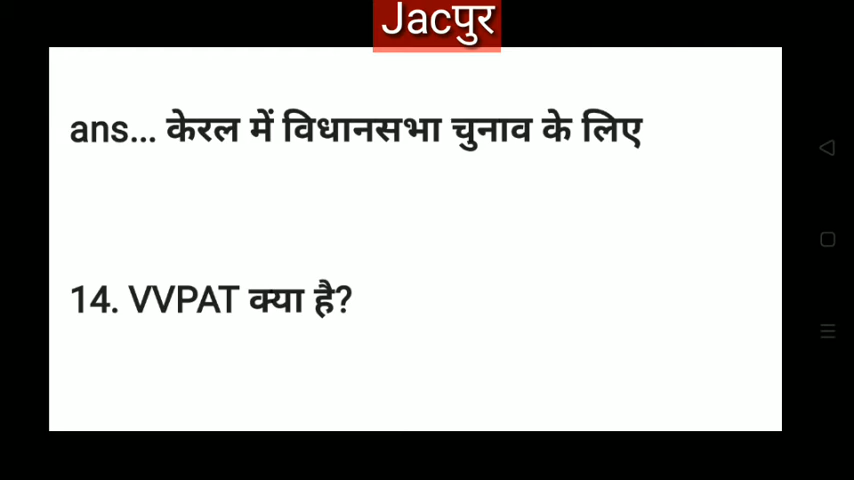 Jacपुर
ans... केरल में विधानसभा चुनाव के लिए
14. VVPAT क्या है?